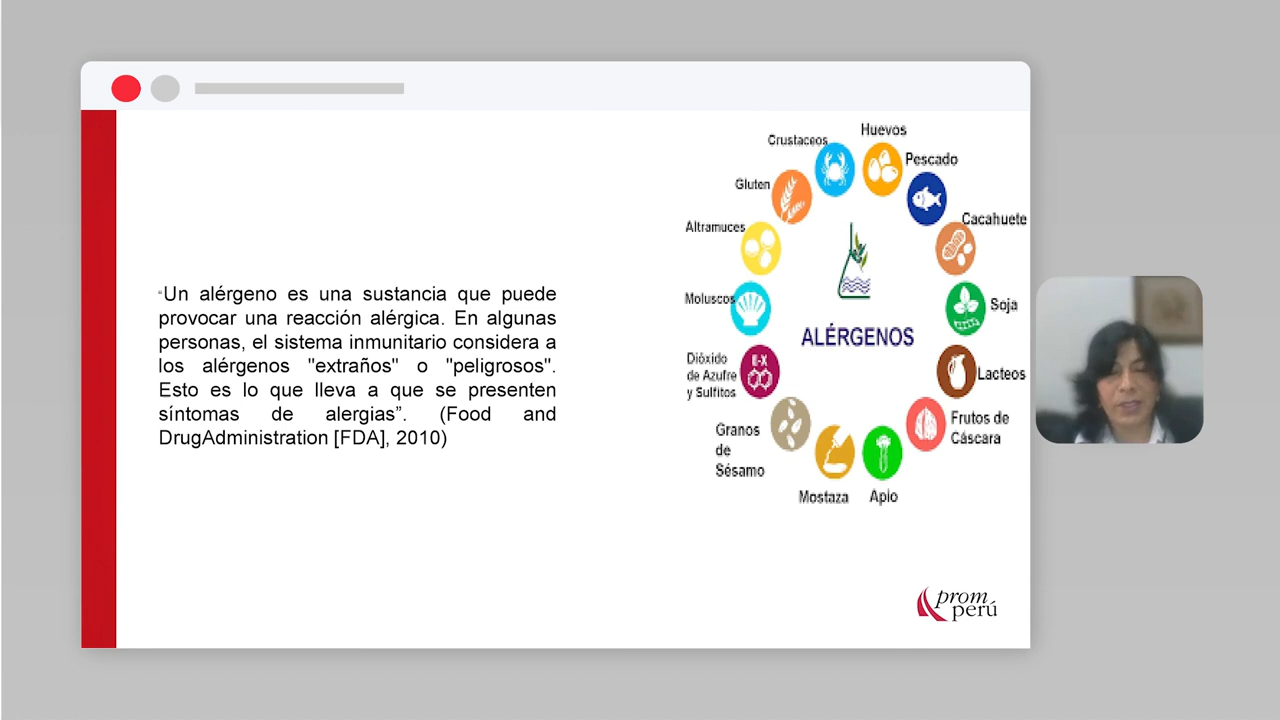 “Un alérgeno es una sustancia que puede
provocar una reacción alérgica. En algunas
personas, el sistema inmunitario considera a
los alérgenos "extraños" o "peligrosos".
Esto es lo que lleva a que se presenten
síntomas de alergias”. (Food and
DrugAdministration [FDA], 2010)
Huevos
Crustaceos
Pescado
Gluten
Cacahuete
Altramuces
Moluscos
Soja
ALÉRGENOS
Dióxido
de Azufre
y Sulfitos
E-X
Lacteos
Granos
de
Sésamo
Frutos de
Cáscara
Mostaza
Apio
prom
perú